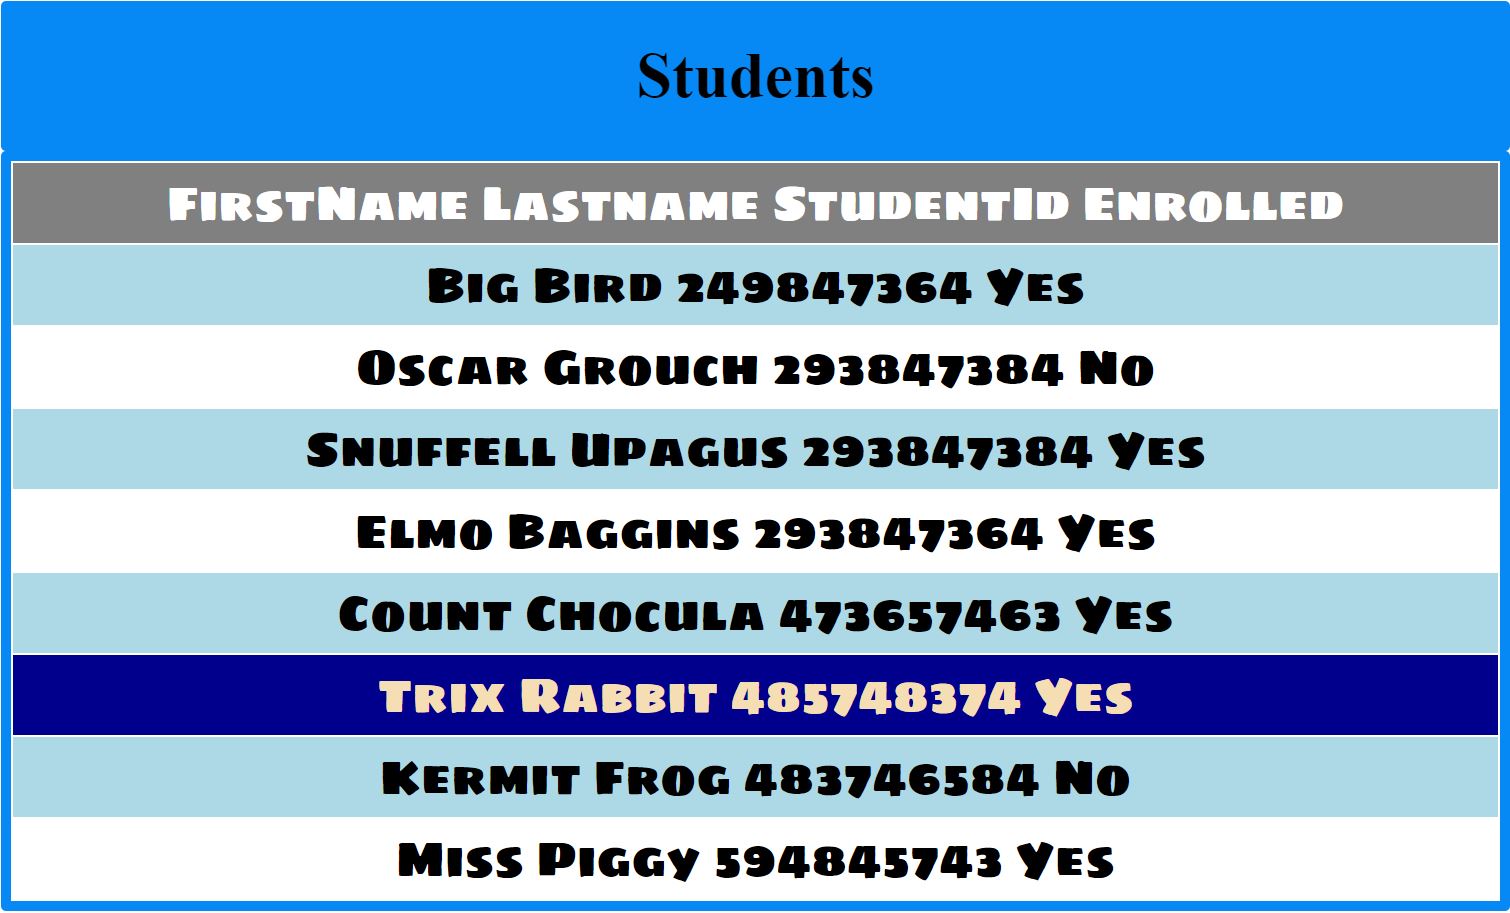 Students
FirstName Lastname StudentId Enrolled
Big Bird 249847364 Yes
Oscar Grouch 293847384 No
Snuffell Upagus 293847384 Yes
Elmo Baggins 293847364 Yes
Count Chocula 473657463 Yes
Trix Rabbit 485748374 Yes
Kermit Frog 483746584 No
Miss Piggy 594845743 Yes